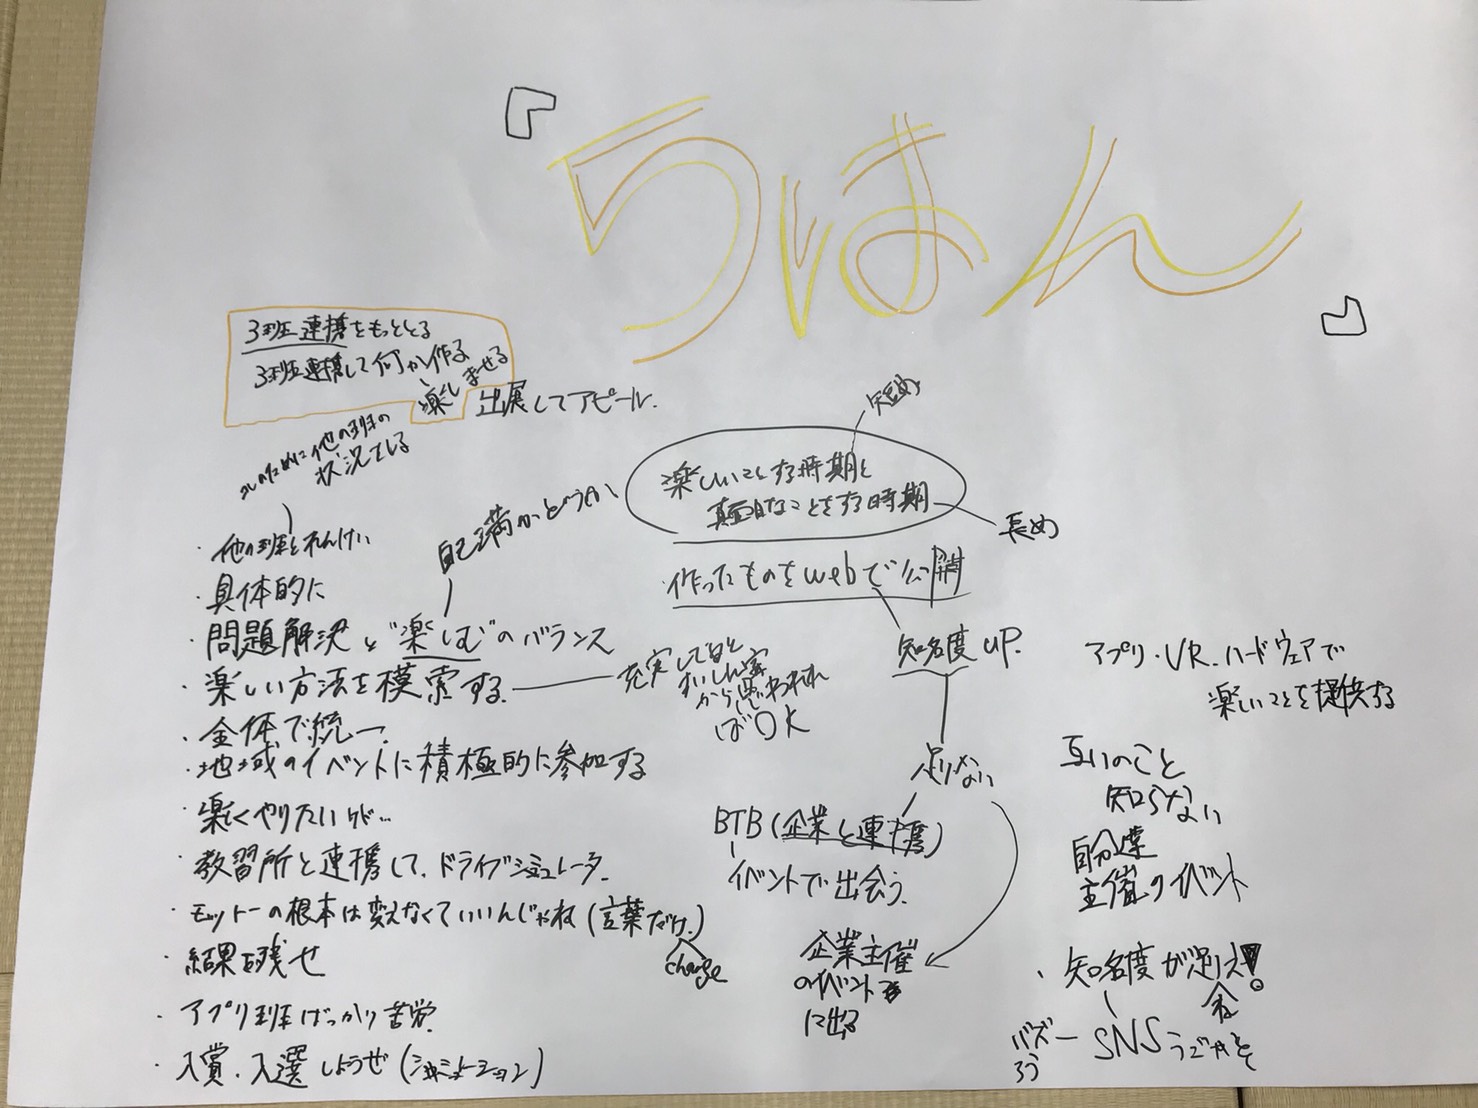 『うはん』
3班連携をもっととる
3班連携して何か作る
楽しませる
出展してアピール.
そのために他の班の
状況でしる
・他の班とれんけい
・具体的に
・問題解決と"楽しむ"のバランス
自己満かどうか
・楽しい方法を模索する.
充実してると
からばわれれ
ばOK
・全体で統一.
・地域のイベントに積極的に参加する
・楽しくやりたいけど…
・教習所と連携して.ドライブシュミュレータ.
・モットーの根本は変えなくていいんじゃね(言葉だけ.)
change
・結果を残せ
・アプリ班ばっかり苦労.
・入賞.入選しようぜ(シュミュレーション)
短め
楽しいことする時期と
真面目なことをする時期
長め
作ったものをwebで公開
知名度UP.
足りない
BTB(企業と連携)
イベントで出会う.
企業主催
のイベント
に出る
アプリ・VR.ハードウェアで
楽しいことを提供する
互いのこと
知らない
自分達
主催のイベント
・知名度が足りえ!
ね
バズ
ろう
SNSうごかそ